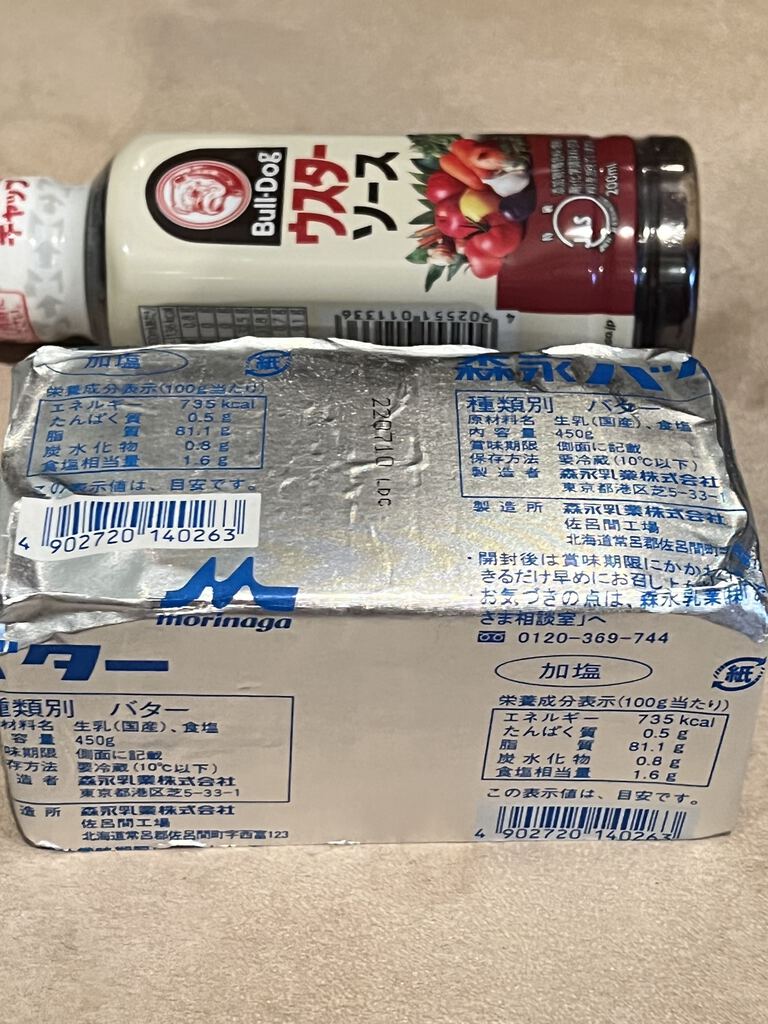 キャップ
Bull-Dog
ウスター
ソース
特級
JAS
200ml
4 902551 011336
加塩
紙
栄養成分表示(100g当たり)
エネルギー 735 kcal
たんぱく質 0.5 g
脂質 81.1 g
炭水化物 0.8 g
食塩相当量 1.6 g
この表示値は、目安です。
4 902720 140263
220710 LDC
森永バ
種類別 バター
原材料名 生乳(国産)、食塩
内容量 450g
賞味期限 側面に記載
保存方法 要冷蔵(10℃以下)
製造者 森永乳業株式会社
東京都港区芝5-33-1
製造所 森永乳業株式会社
佐呂間工場
北海道常呂郡佐呂間町
・開封後は賞味期限にかかわ
きるだけ早めにお召し上
・お気づきの点は、森永乳業株
さま相談室」へ
0120-369-744
morinaga
バター
種類別 バター
材料名 生乳(国産)、食塩
容量 450g
味期限 側面に記載
存方法 要冷蔵(10℃以下)
造者 森永乳業株式会社
東京都港区芝5-33-1
造所 森永乳業株式会社
佐呂間工場
北海道常呂郡佐呂間町字西富123
加塩
紙
栄養成分表示(100g当たり)
エネルギー 735 kcal
たんぱく質 0.5 g
脂質 81.1 g
炭水化物 0.8 g
食塩相当量 1.6 g
この表示値は、目安です。
4 902720 140263